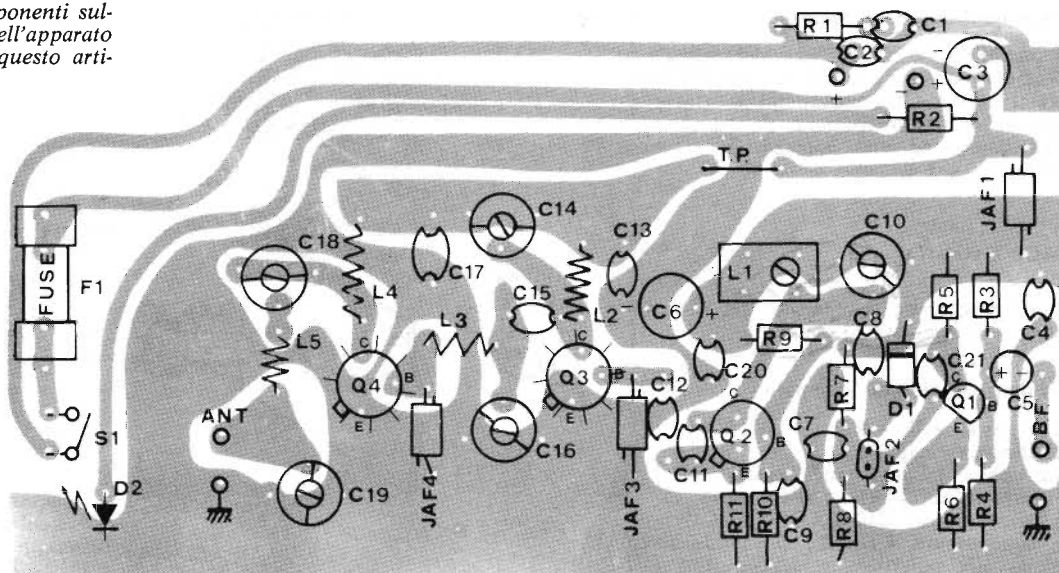 ponenti sul-
ell'apparato
questo arti-
R1
C1
C2
-
C3
+
-
+
R2
T.P.
JAF1
C14
C13
C10
C18
C17
L1
FUSE
F1
L4
C15
-
C6
+
R5
R3
C4
L3
L2
C8
L5
R9
C
Q4
B
E
C
Q3
B
E
C20
R7
D1
C21
C
Q1
B
E
+
-
C5
ANT
S1
JAF4
C16
JAF3
C12
C11
C
Q2
B
E
C7
JAF2
BF
D2
C19
R11
R10
C9
R8
R6
R4